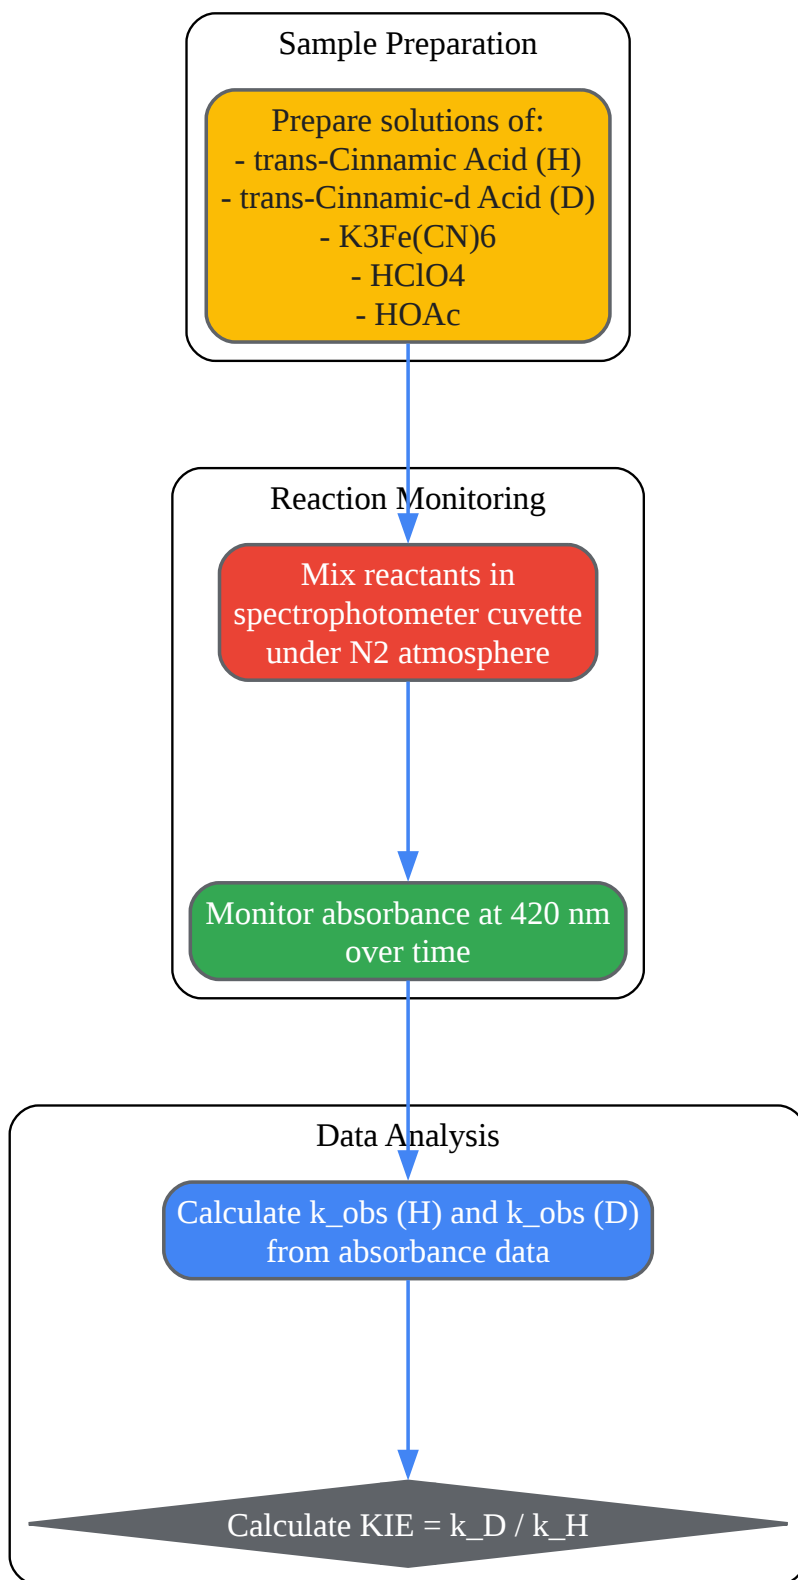 Sample Preparation
Prepare solutions of:
- trans-Cinnamic Acid (H)
- trans-Cinnamic-d Acid (D)
- K3Fe(CN)6
- HClO4
- HOAc
Reaction Monitoring
Mix reactants in
spectrophotometer cuvette
under N2 atmosphere
Monitor absorbance at 420 nm
over time
Data Analysis
Calculate k_obs (H) and k_obs (D)
from absorbance data
Calculate KIE = k_D / k_H